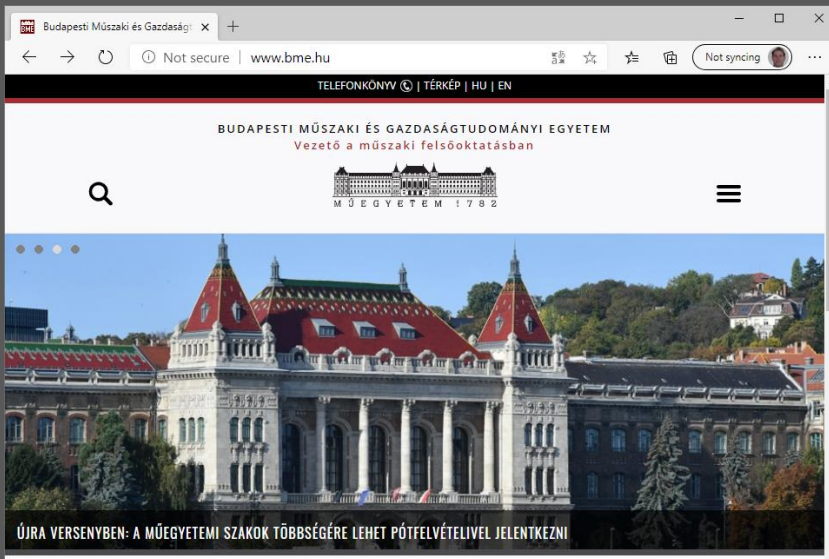 BME Budapesti Műszaki és Gazdaságt
Not secure | www.bme.hu
Not syncing
TELEFONKÖNYV | TÉRKÉP | HU | EN
BUDAPESTI MŰSZAKI ÉS GAZDASÁGTUDOMÁNYI EGYETEM
Vezető a műszaki felsőoktatásban
MŰEGYETEM 1782
ÚJRA VERSENYBEN: A MŰEGYETEMI SZAKOK TÖBBSÉGÉRE LEHET PÓTFELVÉTELIVEL JELENTKEZNI